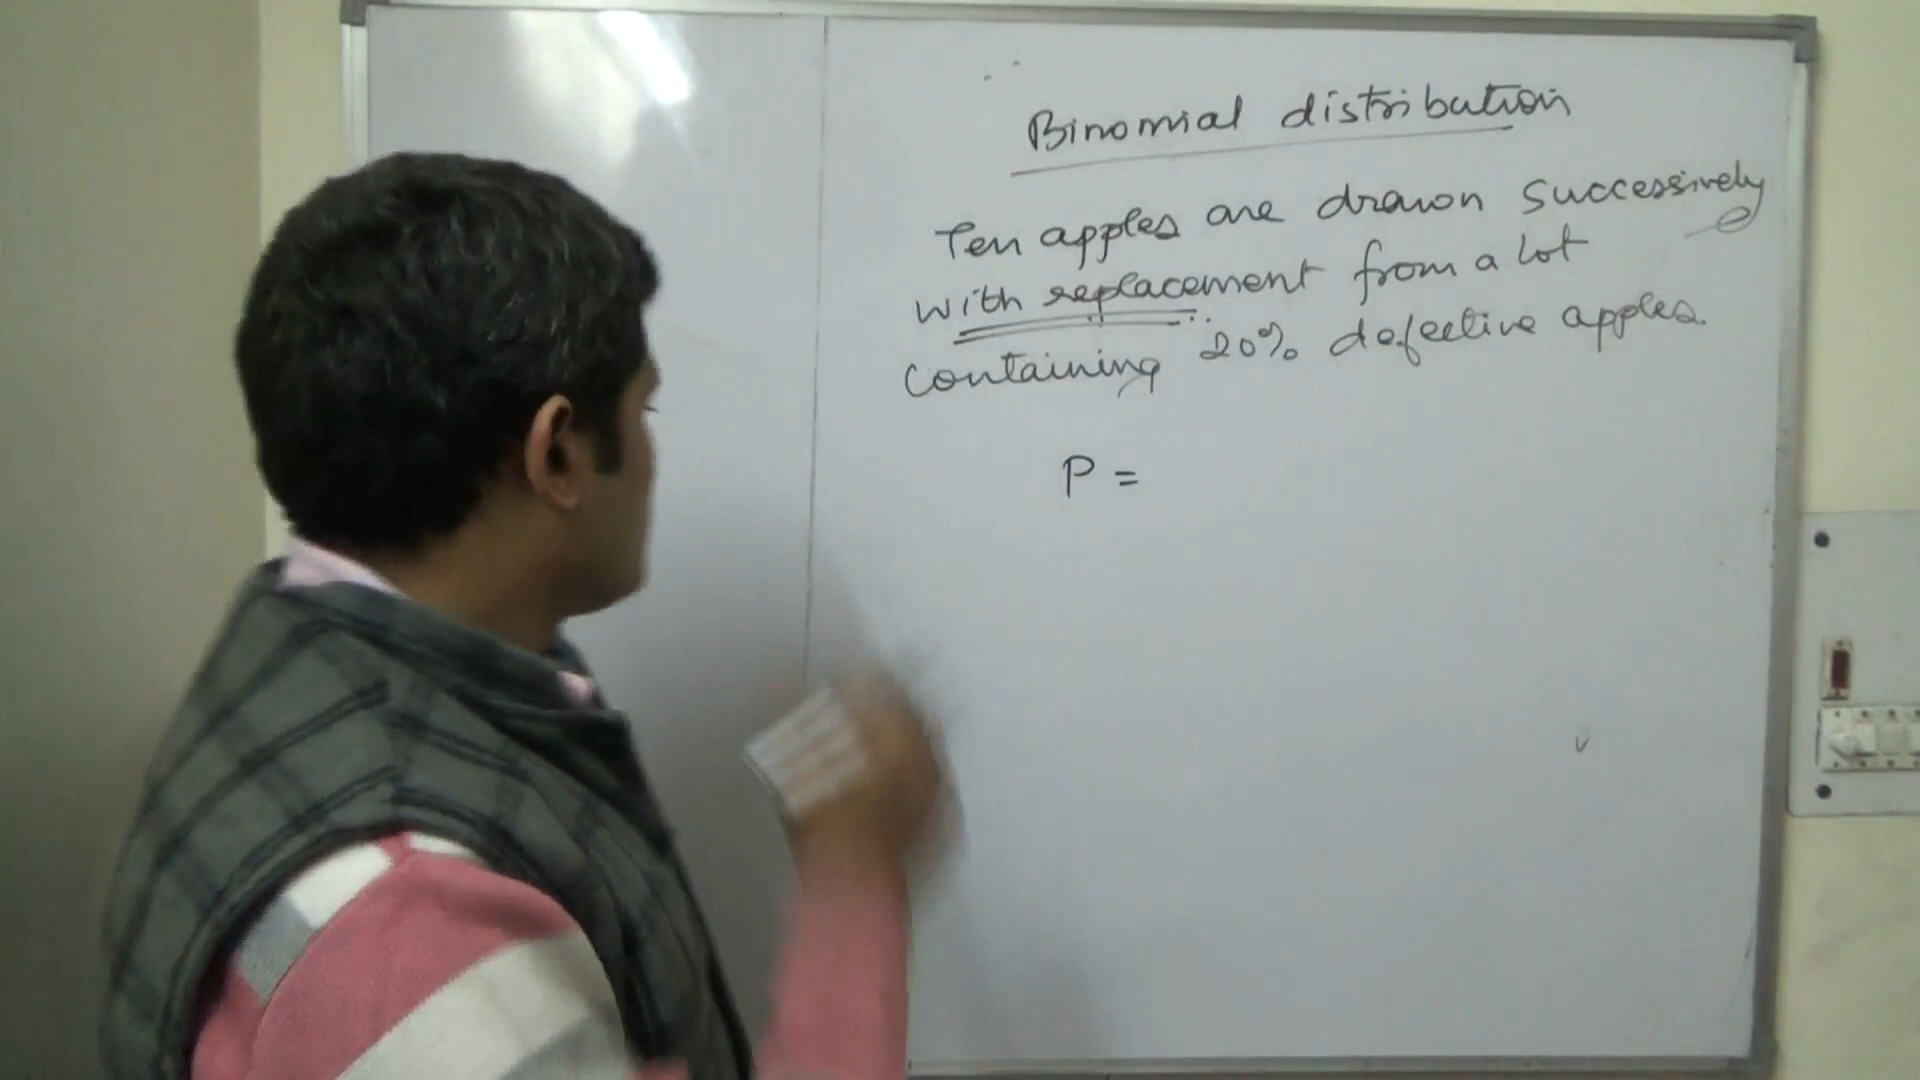 Binomial distribution
Ten apples are drawn successively
with replacement from a lot
containing 20% defective apples.
P =